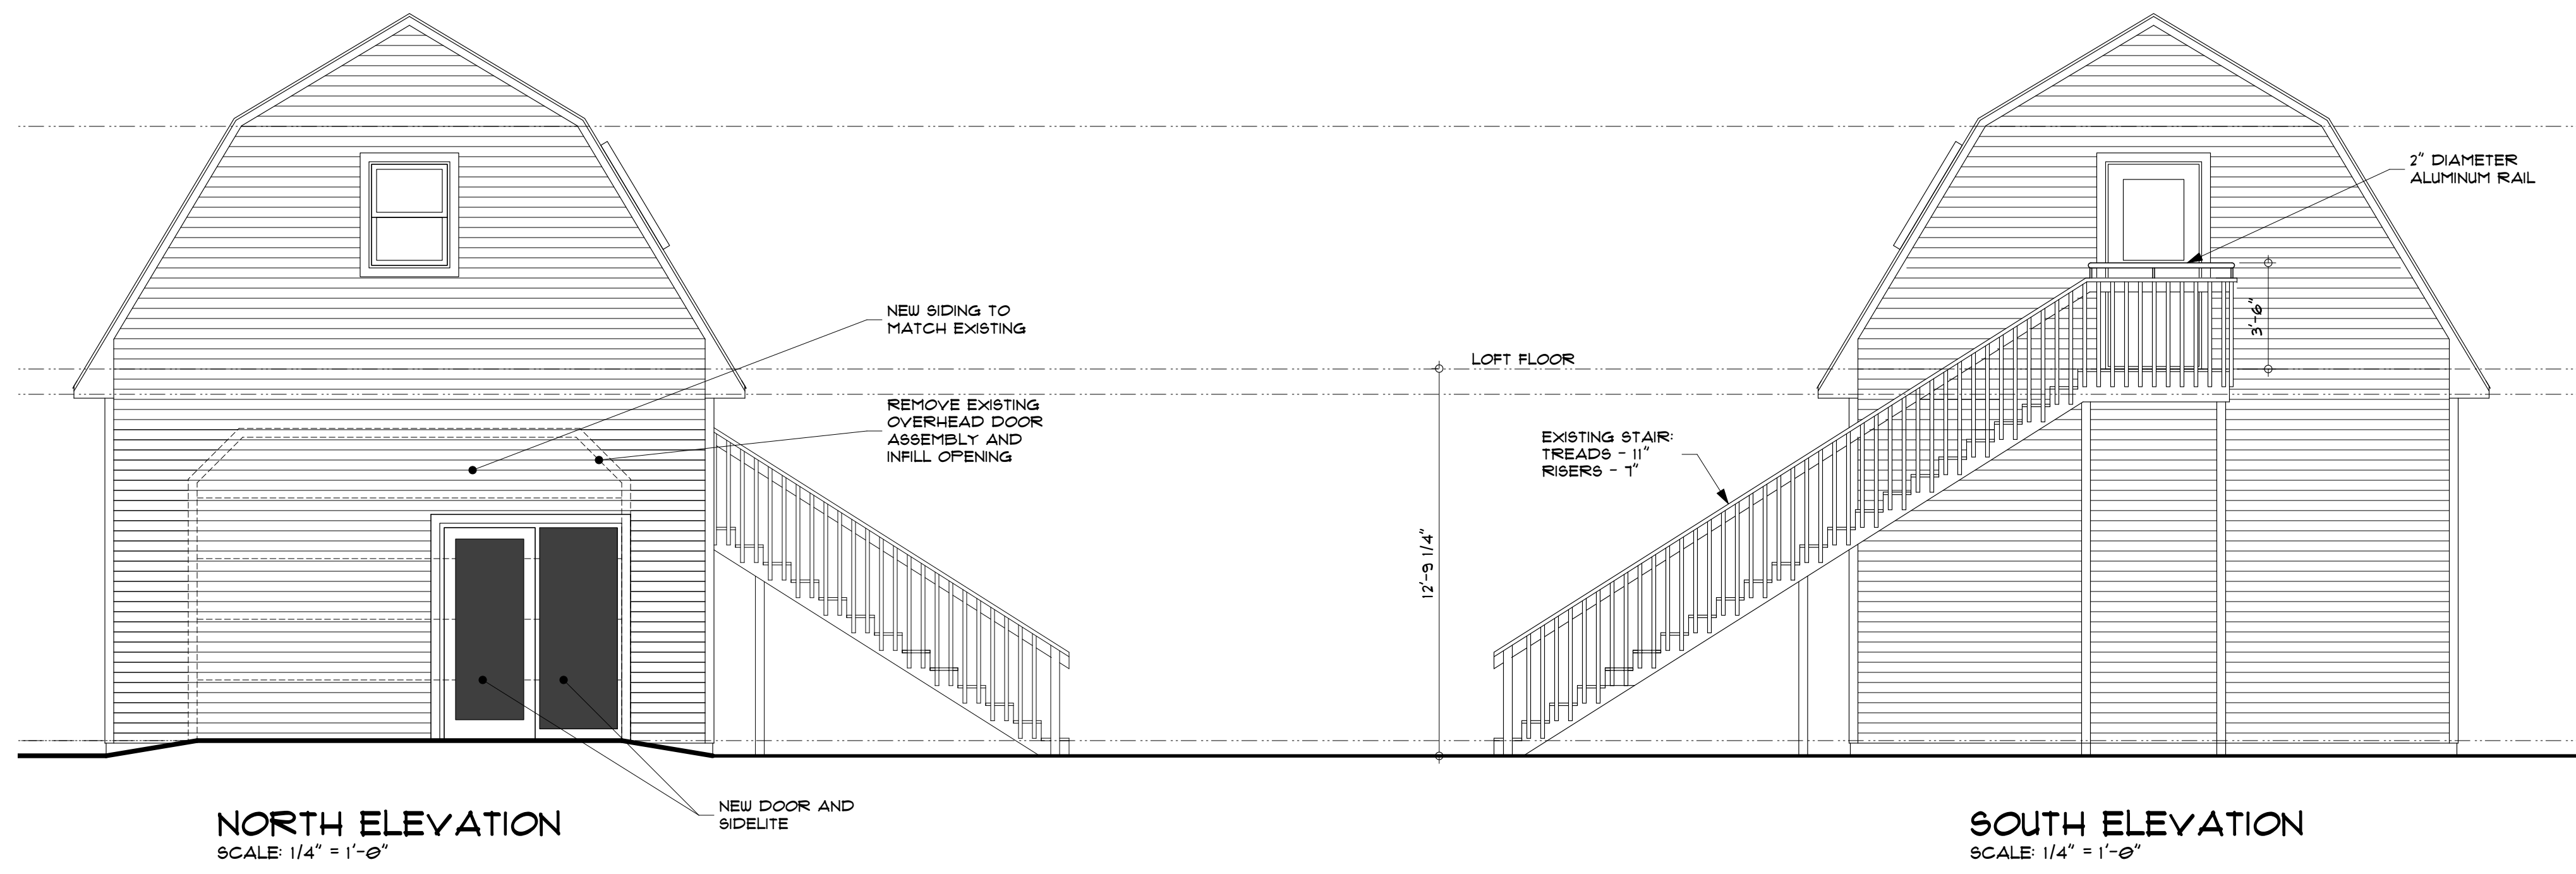 2" DIAMETER
ALUMINUM RAIL
NEW SIDING TO
MATCH EXISTING
3'-6"
LOFT FLOOR
REMOVE EXISTING
OVERHEAD DOOR
ASSEMBLY AND
INFILL OPENING
EXISTING STAIR:
TREADS - 11"
RISERS - 7"
12'-9 1/4"
NEW DOOR AND
SIDELITE
NORTH ELEVATION
SCALE: 1/4" = 1'-0"
SOUTH ELEVATION
SCALE: 1/4" = 1'-0"